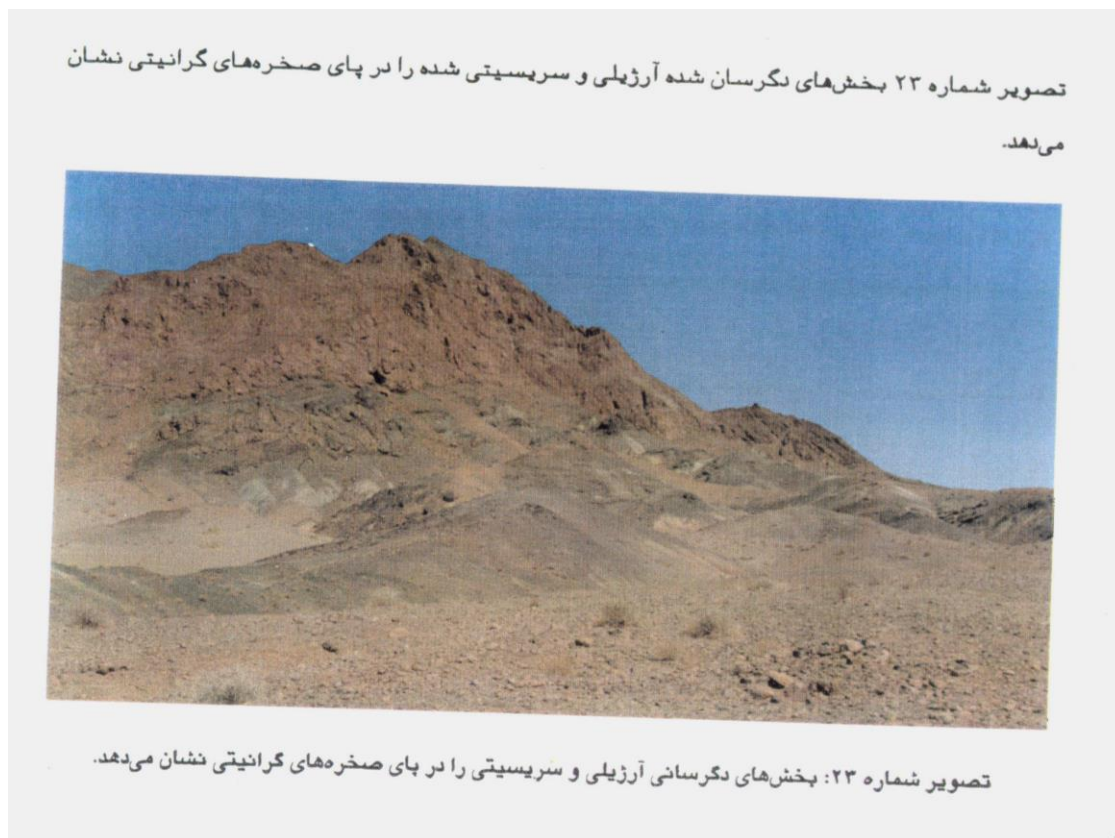 تصویر شماره ۲۳ بخش‌های دگرسان شده آرژیلی و سریسیتی شده را در پای صخره‌های گرانیتی نشان
می‌دهد.
تصویر شماره ۲۳: بخش‌های دگرسانی آرژیلی و سریسیتی را در پای صخره‌های گرانیتی نشان می‌دهد.